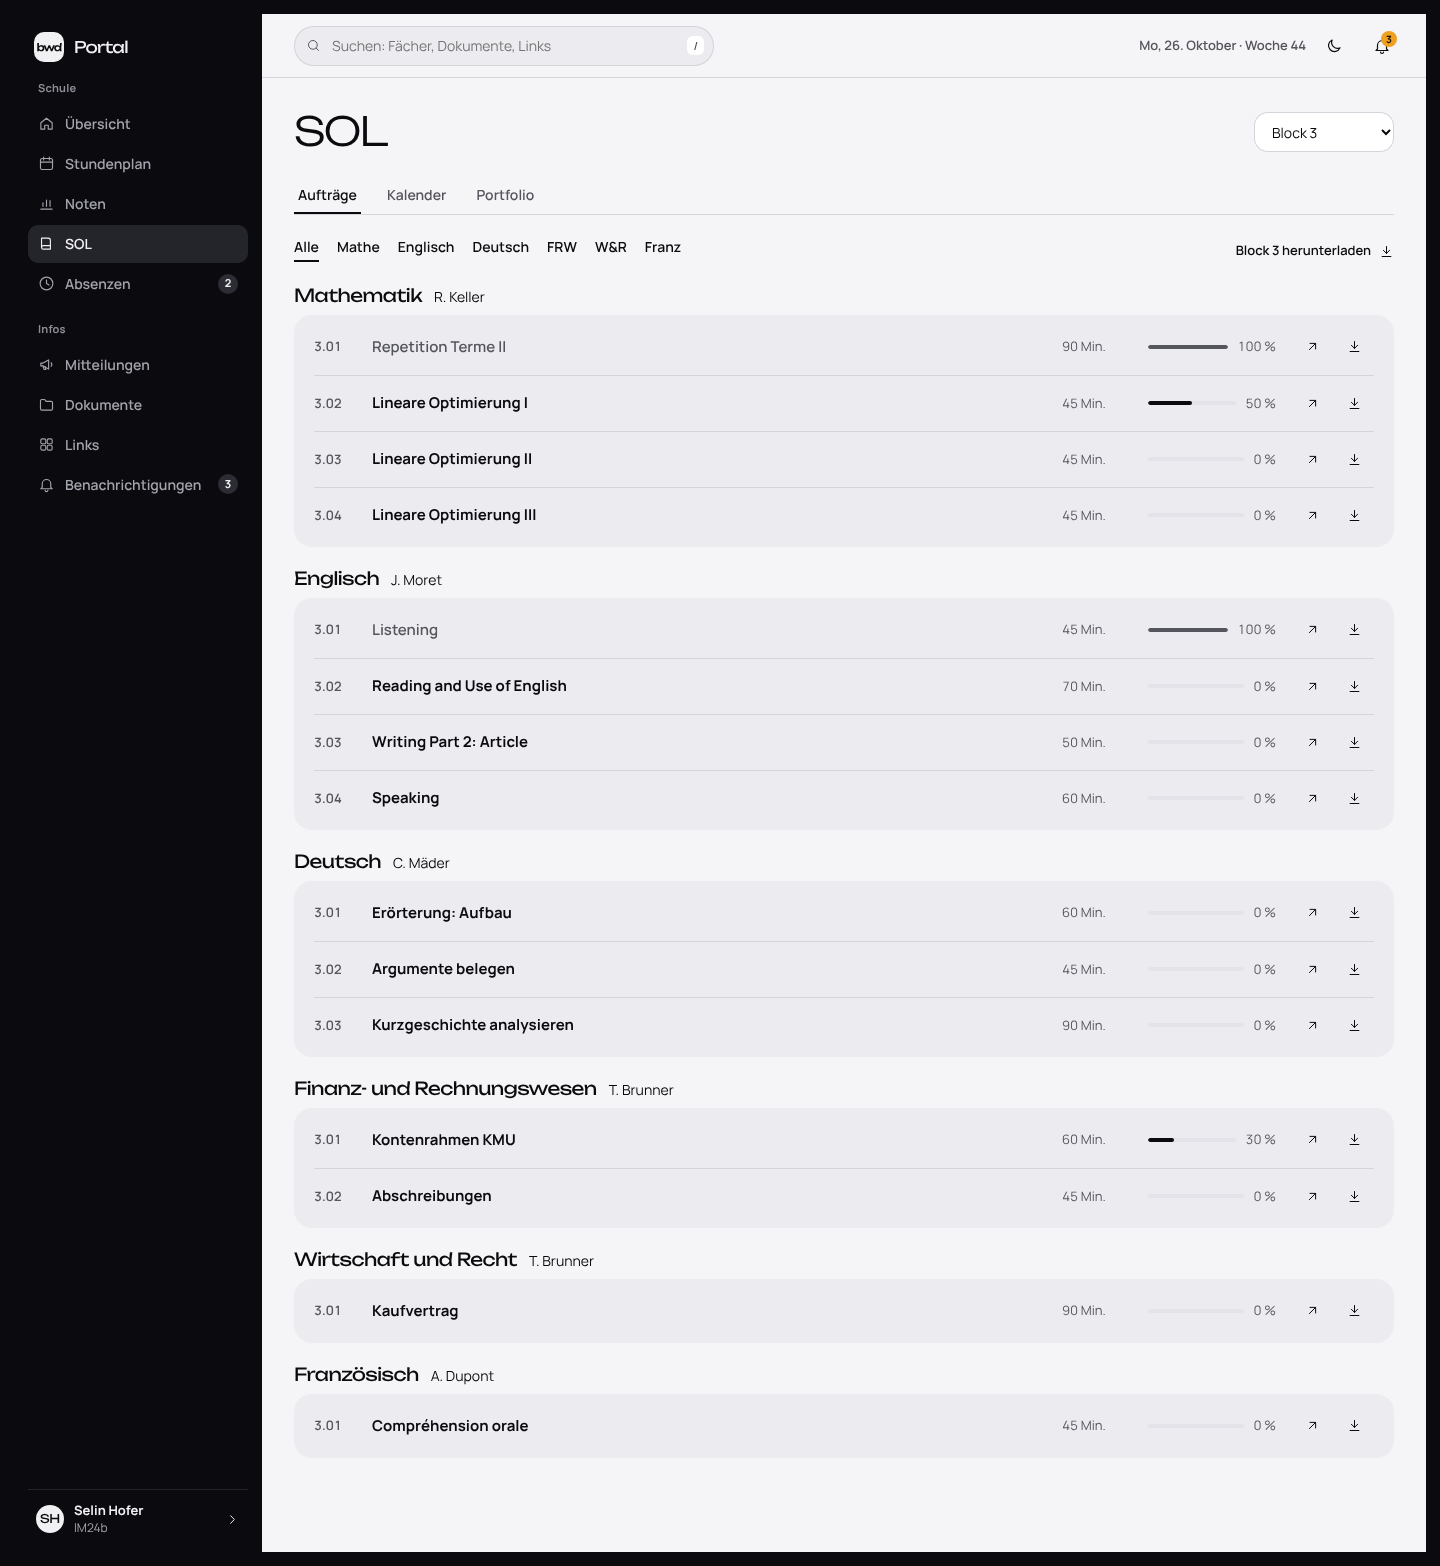 bwd Portal
Schule
Übersicht
Stundenplan
Noten
SOL
Absenzen 2
Infos
Mitteilungen
Dokumente
Links
Benachrichtigungen 3
SH Selin Hofer
IM24b
Suchen: Fächer, Dokumente, Links /
Mo, 26. Oktober · Woche 44 3
SOL
Block 3
Aufträge Kalender Portfolio
Alle Mathe Englisch Deutsch FRW W&R Franz
Block 3 herunterladen
Mathematik R. Keller
3.01 Repetition Terme II 90 Min. 100 %
3.02 Lineare Optimierung I 45 Min. 50 %
3.03 Lineare Optimierung II 45 Min. 0 %
3.04 Lineare Optimierung III 45 Min. 0 %
Englisch J. Moret
3.01 Listening 45 Min. 100 %
3.02 Reading and Use of English 70 Min. 0 %
3.03 Writing Part 2: Article 50 Min. 0 %
3.04 Speaking 60 Min. 0 %
Deutsch C. Mäder
3.01 Erörterung: Aufbau 60 Min. 0 %
3.02 Argumente belegen 45 Min. 0 %
3.03 Kurzgeschichte analysieren 90 Min. 0 %
Finanz- und Rechnungswesen T. Brunner
3.01 Kontenrahmen KMU 60 Min. 30 %
3.02 Abschreibungen 45 Min. 0 %
Wirtschaft und Recht T. Brunner
3.01 Kaufvertrag 90 Min. 0 %
Französisch A. Dupont
3.01 Compréhension orale 45 Min. 0 %